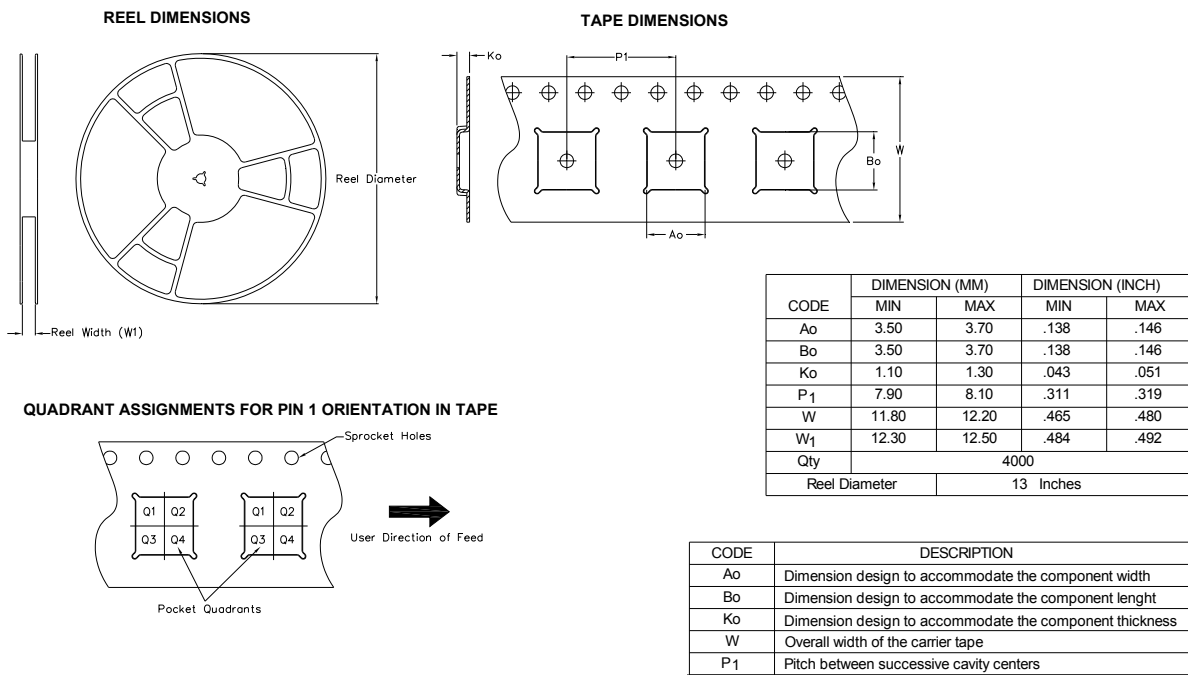 REEL DIMENSIONS
TAPE DIMENSIONS
Ko
P1
Reel Diameter
Bo
W
Ao
Reel Width (W1)
DIMENSION (MM) DIMENSION (INCH)
CODE MIN MAX MIN MAX
Ao 3.50 3.70 .138 .146
Bo 3.50 3.70 .138 .146
Ko 1.10 1.30 .043 .051
P1 7.90 8.10 .311 .319
W 11.80 12.20 .465 .480
W1 12.30 12.50 .484 .492
Qty 4000
Reel Diameter 13 Inches
QUADRANT ASSIGNMENTS FOR PIN 1 ORIENTATION IN TAPE
Sprocket Holes
Q1 Q2 Q1 Q2
Q3 Q4 Q3 Q4
User Direction of Feed
Pocket Quadrants
CODE DESCRIPTION
Ao Dimension design to accommodate the component width
Bo Dimension design to accommodate the component lenght
Ko Dimension design to accommodate the component thickness
W Overall width of the carrier tape
P1 Pitch between successive cavity centers